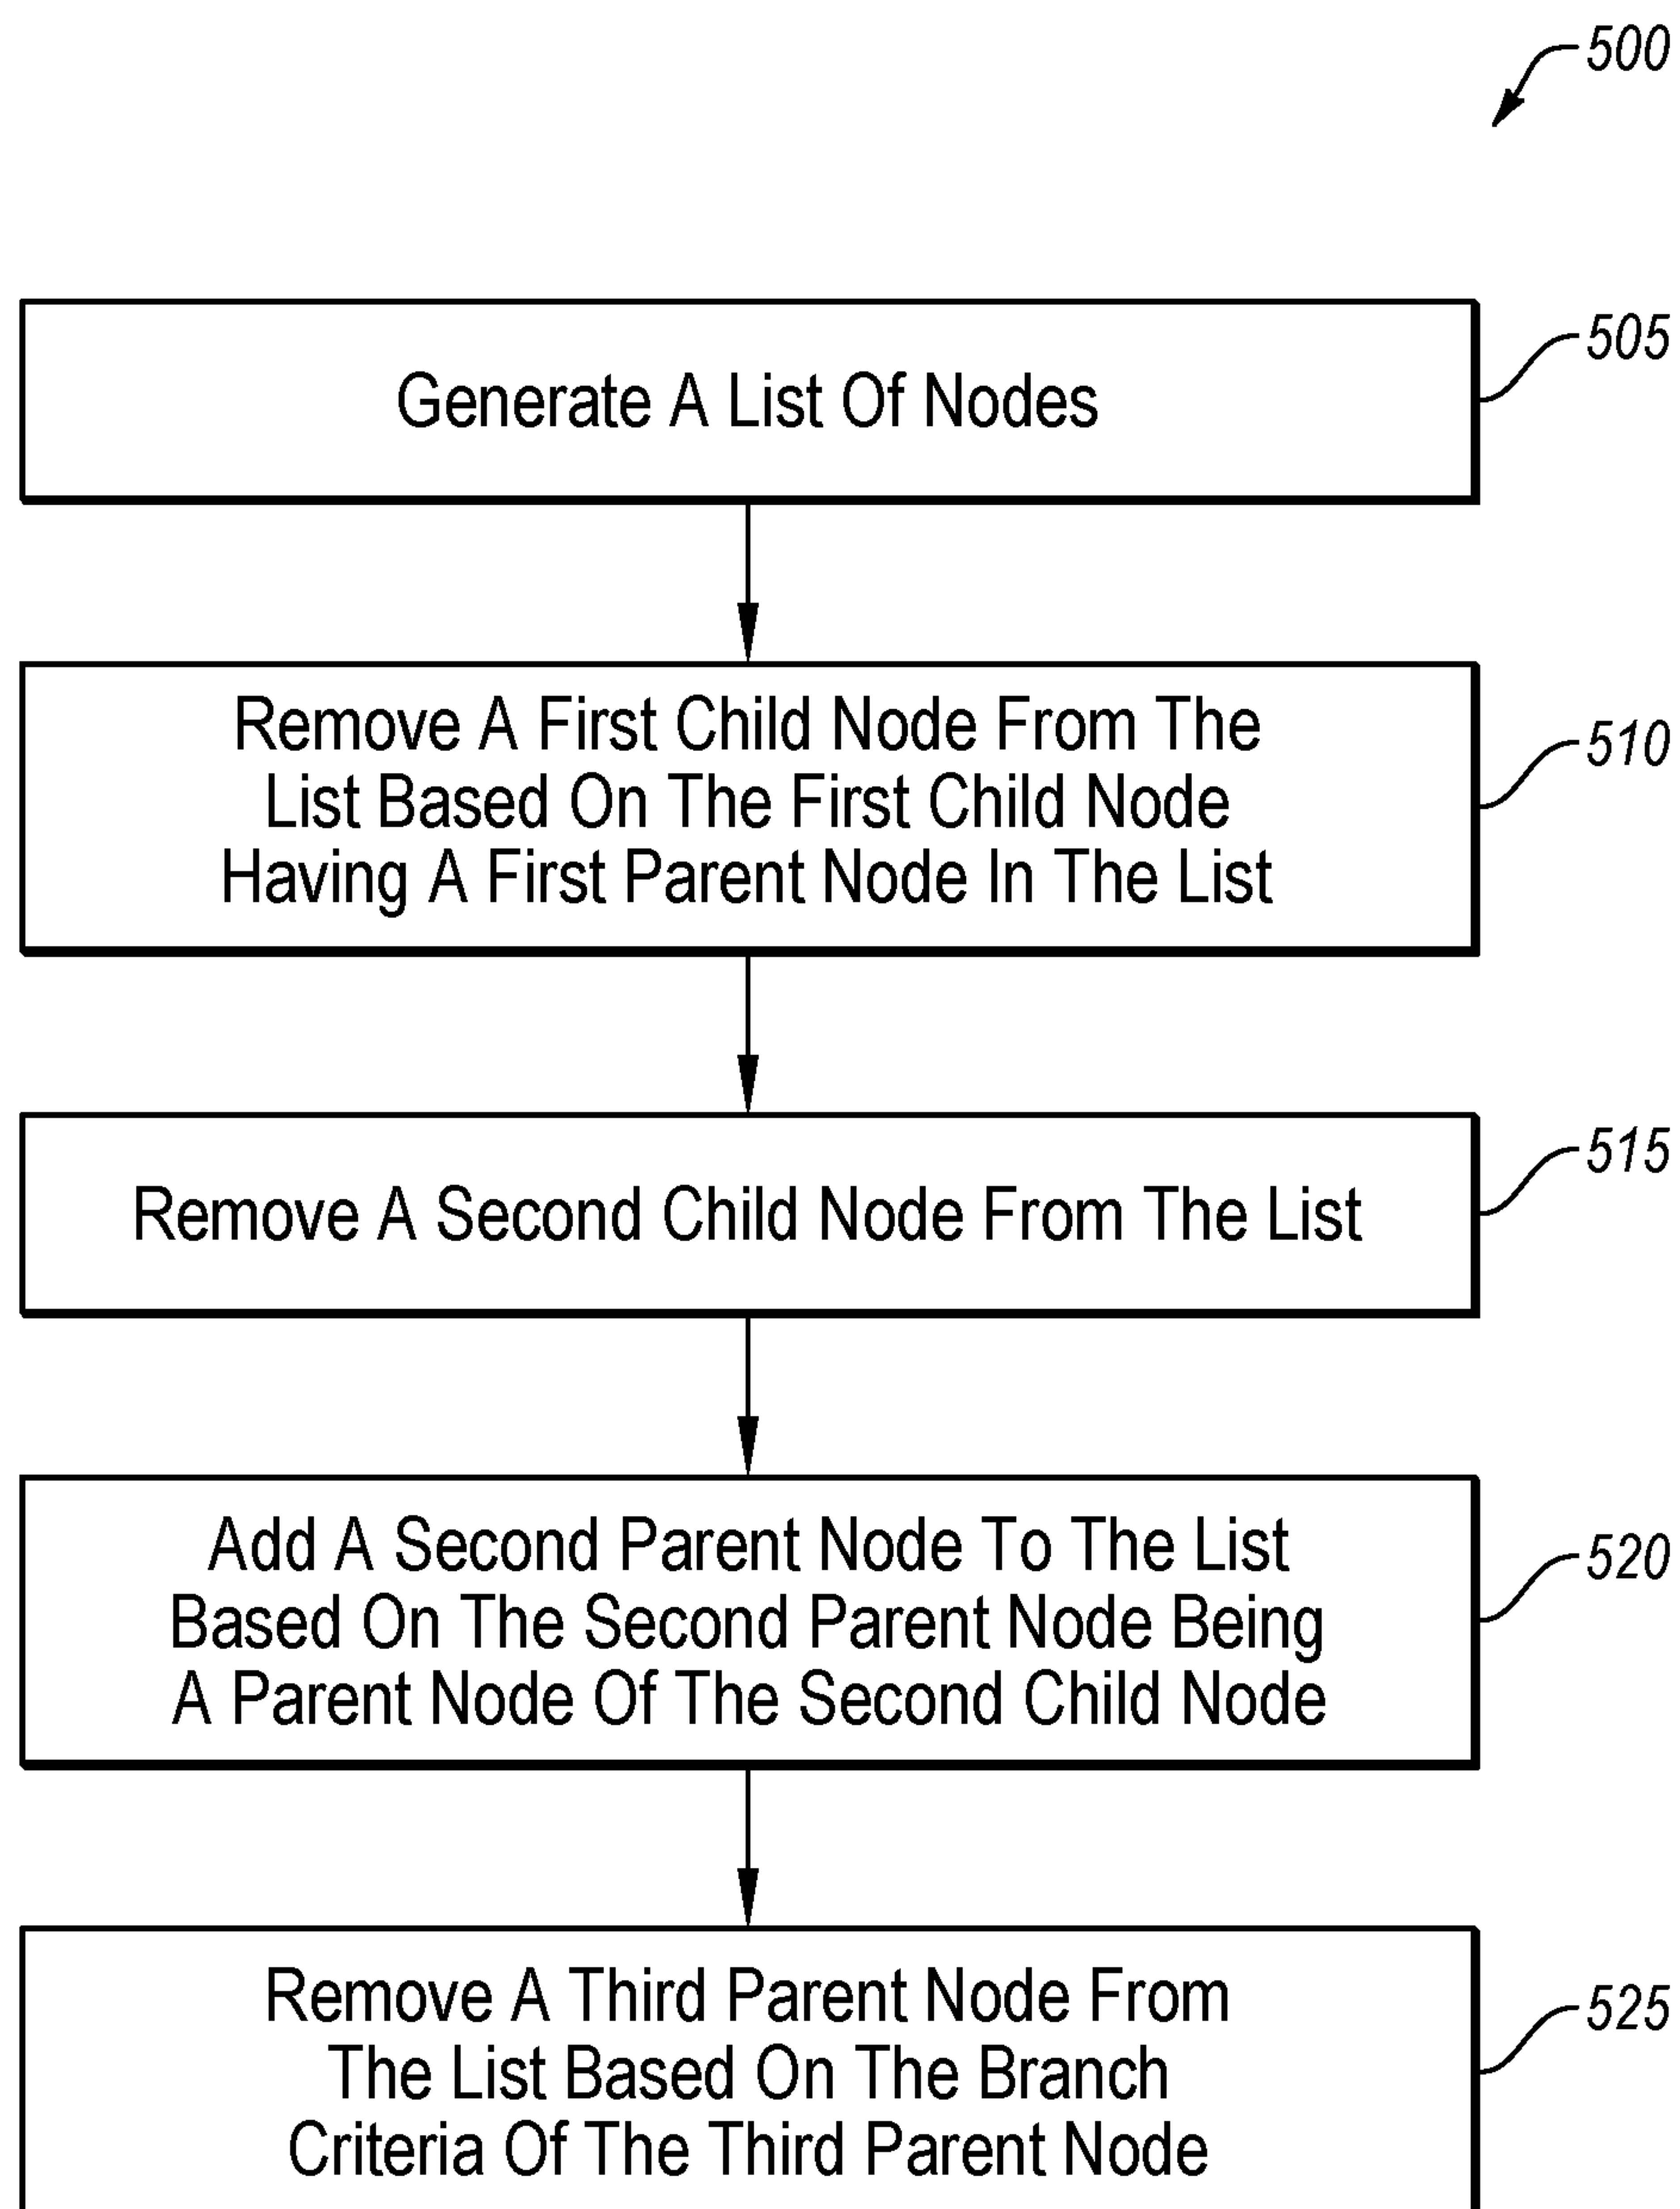 500
505
Generate A List Of Nodes
510
Remove A First Child Node From The
List Based On The First Child Node
Having A First Parent Node In The List
515
Remove A Second Child Node From The List
520
Add A Second Parent Node To The List
Based On The Second Parent Node Being
A Parent Node Of The Second Child Node
525
Remove A Third Parent Node From
The List Based On The Branch
Criteria Of The Third Parent Node